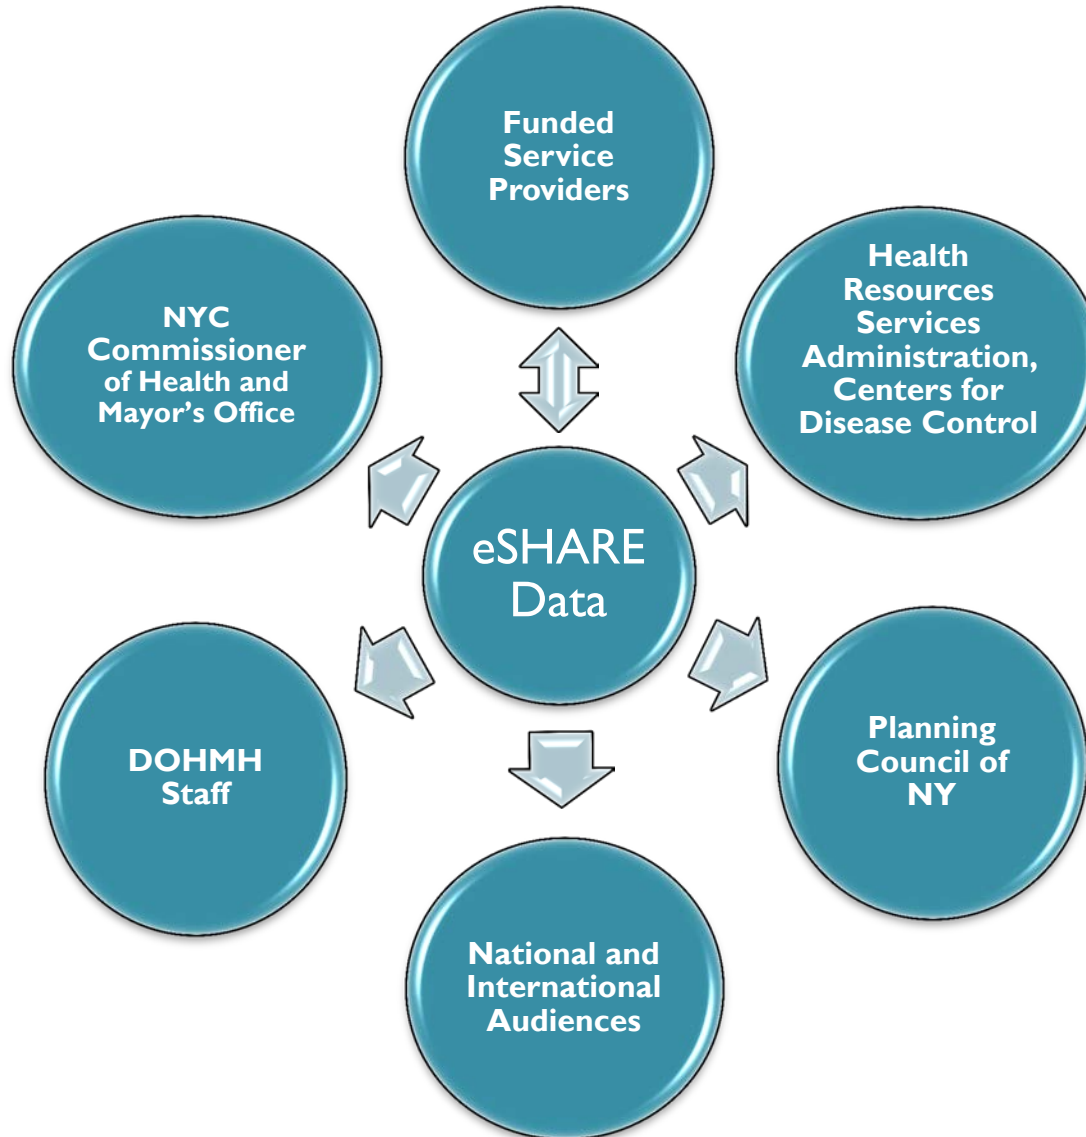 Funded
Service
Providers
NYC
Commissioner
of Health and
Mayor's Office
Health
Resources
Services
Administration,
Centers for
Disease Control
eSHARE
Data
DOHMH
Staff
Planning
Council of
NY
National and
International
Audiences